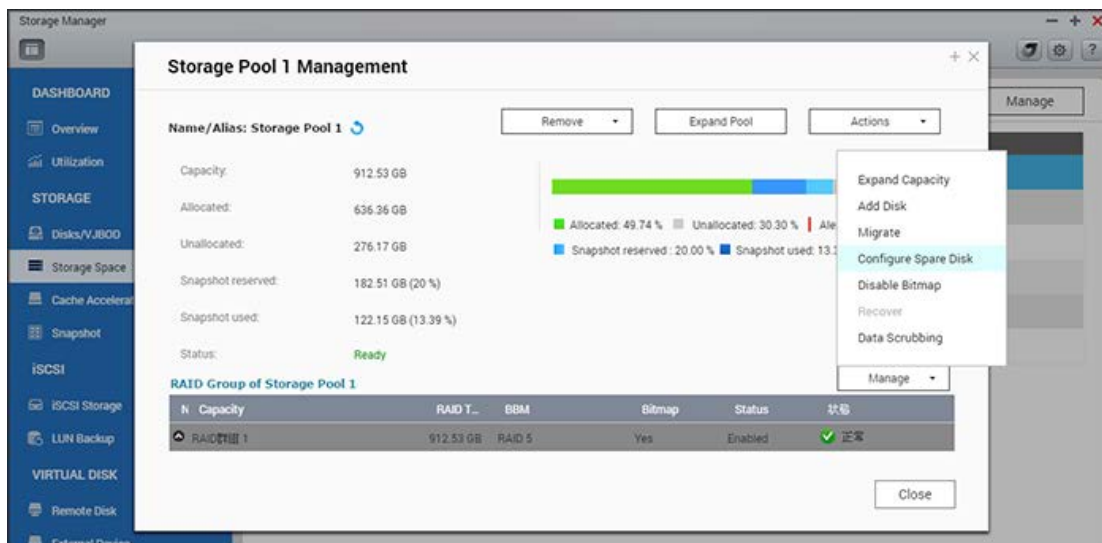 Storage Manager
DASHBOARD
Overview
Utilization
STORAGE
Disks/VJBOD
Storage Space
Cache Accelerat
Snapshot
iSCSI
iSCSI Storage
LUN Backup
VIRTUAL DISK
Remote Disk
External Device
Manage
Storage Pool 1 Management
Name/Alias: Storage Pool 1
Remove
Expand Pool
Actions
Capacity: 912.53 GB
Allocated: 636.36 GB
Unallocated: 276.17 GB
Snapshot reserved: 182.51 GB (20 %)
Snapshot used: 122.15 GB (13.39 %)
Status: Ready
Allocated: 49.74 % Unallocated: 30.30 % Ale
Snapshot reserved : 20.00 % Snapshot used: 13.
Expand Capacity
Add Disk
Migrate
Configure Spare Disk
Disable Bitmap
Recover
Data Scrubbing
RAID Group of Storage Pool 1
Manage
N Capacity RAID T... BBM Bitmap Status 狀態
RAID群組 1 912.53 GB RAID 5 Yes Enabled 正常
Close